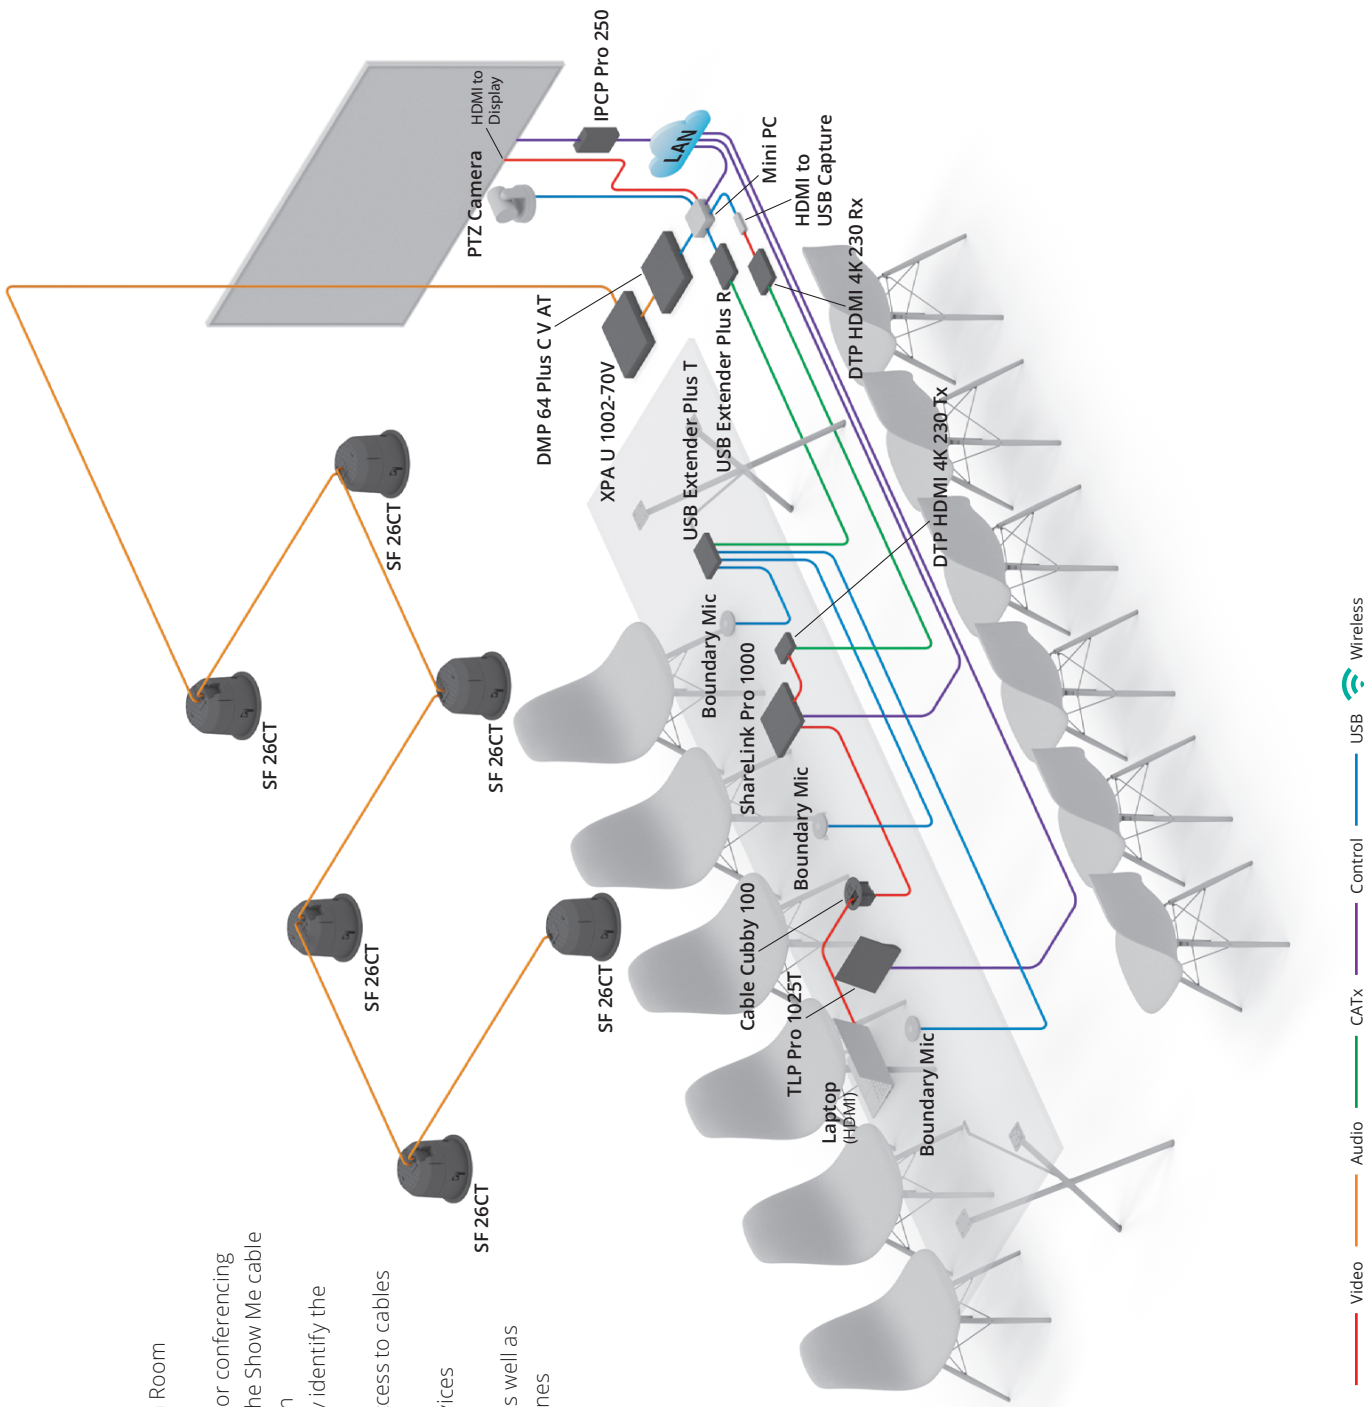 Room
or conferencing
he Show Me cable
n
y identify the
ccess to cables
vices
s well as
nes
SF 26CT
SF 26CT
SF 26CT
SF 26CT
SF 26CT
SF 26CT
PTZ Camera
HDMI to
Display
IPCP Pro 250
LAN
Mini PC
HDMI to
USB Capture
DMP 64 Plus C V AT
XPA U 1002-70V
USB Extender Plus R
DTP HDMI 4K 230 Rx
USB Extender Plus T
DTP HDMI 4K 230 Tx
Boundary Mic
ShareLink Pro 1000
Boundary Mic
Cable Cubby 100
TLP Pro 1025T
Laptop
(HDMI)
Boundary Mic
Video
Audio
CATx
Control
USB
Wireless